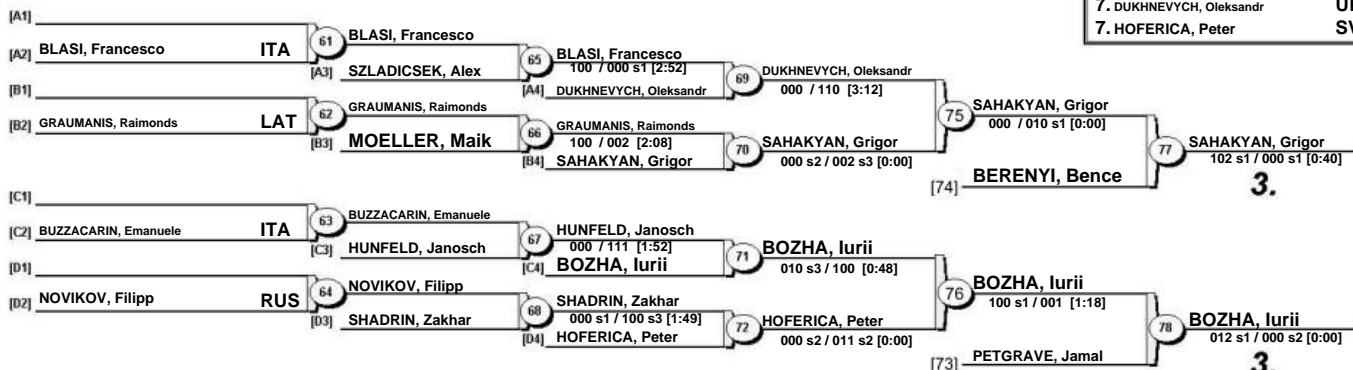 7. DUKHNEVYCH, Oleksandr
7. HOFERICA, Peter
[A1]
[A2] BLASI, Francesco ITA
61
BLASI, Francesco
[A3] SZLADICSEK, Alex
65
BLASI, Francesco
100 / 000 s1 [2:52]
[A4] DUKHNEVYCH, Oleksandr
69
DUKHNEVYCH, Oleksandr
000 / 110 [3:12]
[B1]
[B2] GRAUMANIS, Raimonds LAT
62
GRAUMANIS, Raimonds
[B3] MOELLER, Maik
66
GRAUMANIS, Raimonds
100 / 002 [2:08]
[B4] SAHAKYAN, Grigor
70
SAHAKYAN, Grigor
000 s2 / 002 s3 [0:00]
75
SAHAKYAN, Grigor
000 / 010 s1 [0:00]
[74] BERENYI, Bence
77
SAHAKYAN, Grigor
102 s1 / 000 s1 [0:40]
3.
[C1]
[C2] BUZZACARIN, Emanuele ITA
63
BUZZACARIN, Emanuele
[C3] HUNFELD, Janosch
67
HUNFELD, Janosch
000 / 111 [1:52]
[C4] BOZHA, Iurii
71
BOZHA, Iurii
010 s3 / 100 [0:48]
[D1]
[D2] NOVIKOV, Filipp RUS
64
NOVIKOV, Filipp
[D3] SHADRIN, Zakhar
68
SHADRIN, Zakhar
000 s1 / 100 s3 [1:49]
[D4] HOFERICA, Peter
72
HOFERICA, Peter
000 s2 / 011 s2 [0:00]
76
BOZHA, Iurii
100 s1 / 001 [1:18]
[73] PETGRAVE, Jamal
78
BOZHA, Iurii
012 s1 / 000 s2 [0:00]
3.